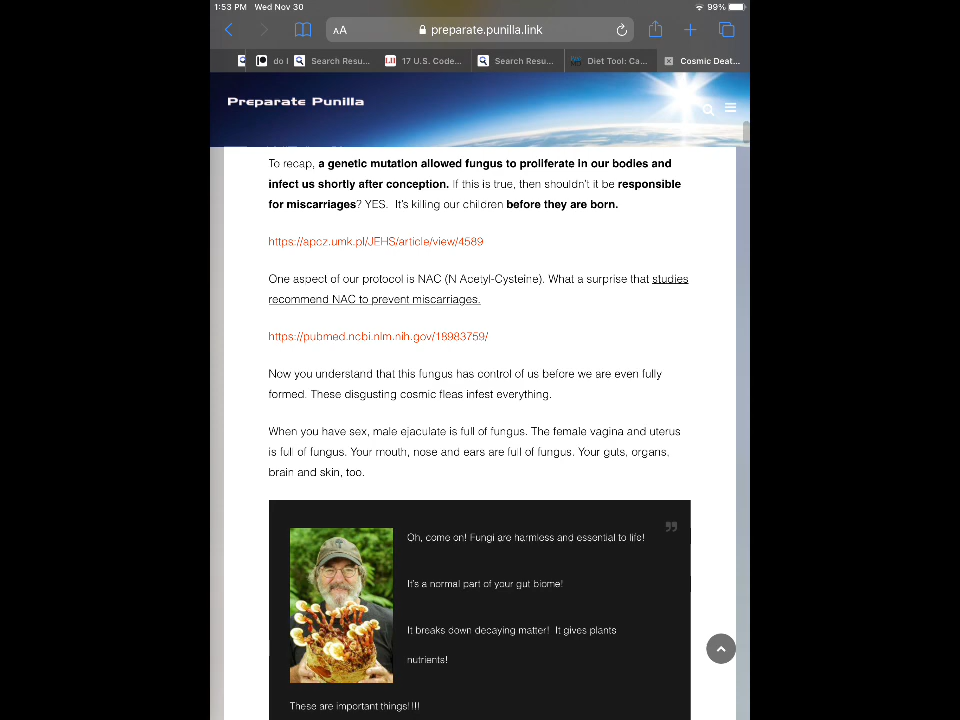 1:53 PM Wed Nov 30
99%
AA
preparate.punilla.link
do I
Search Resu...
LII
17 U.S. Code...
Search Resu...
Diet Tool: Ca...
Cosmic Deat...
Preparate Punilla
To recap, a genetic mutation allowed fungus to proliferate in our bodies and
infect us shortly after conception. If this is true, then shouldn't it be responsible
for miscarriages? YES. It's killing our children before they are born.
https://apcz.umk.pl/JEHS/article/view/4589
One aspect of our protocol is NAC (N Acetyl-Cysteine). What a surprise that studies
recommend NAC to prevent miscarriages.
https://pubmed.ncbi.nlm.nih.gov/18983759/
Now you understand that this fungus has control of us before we are even fully
formed. These disgusting cosmic fleas infest everything.
When you have sex, male ejaculate is full of fungus. The female vagina and uterus
is full of fungus. Your mouth, nose and ears are full of fungus. Your guts, organs,
brain and skin, too.
Oh, come on! Fungi are harmless and essential to life!
It's a normal part of your gut biome!
It breaks down decaying matter! It gives plants
nutrients!
These are important things!!!!